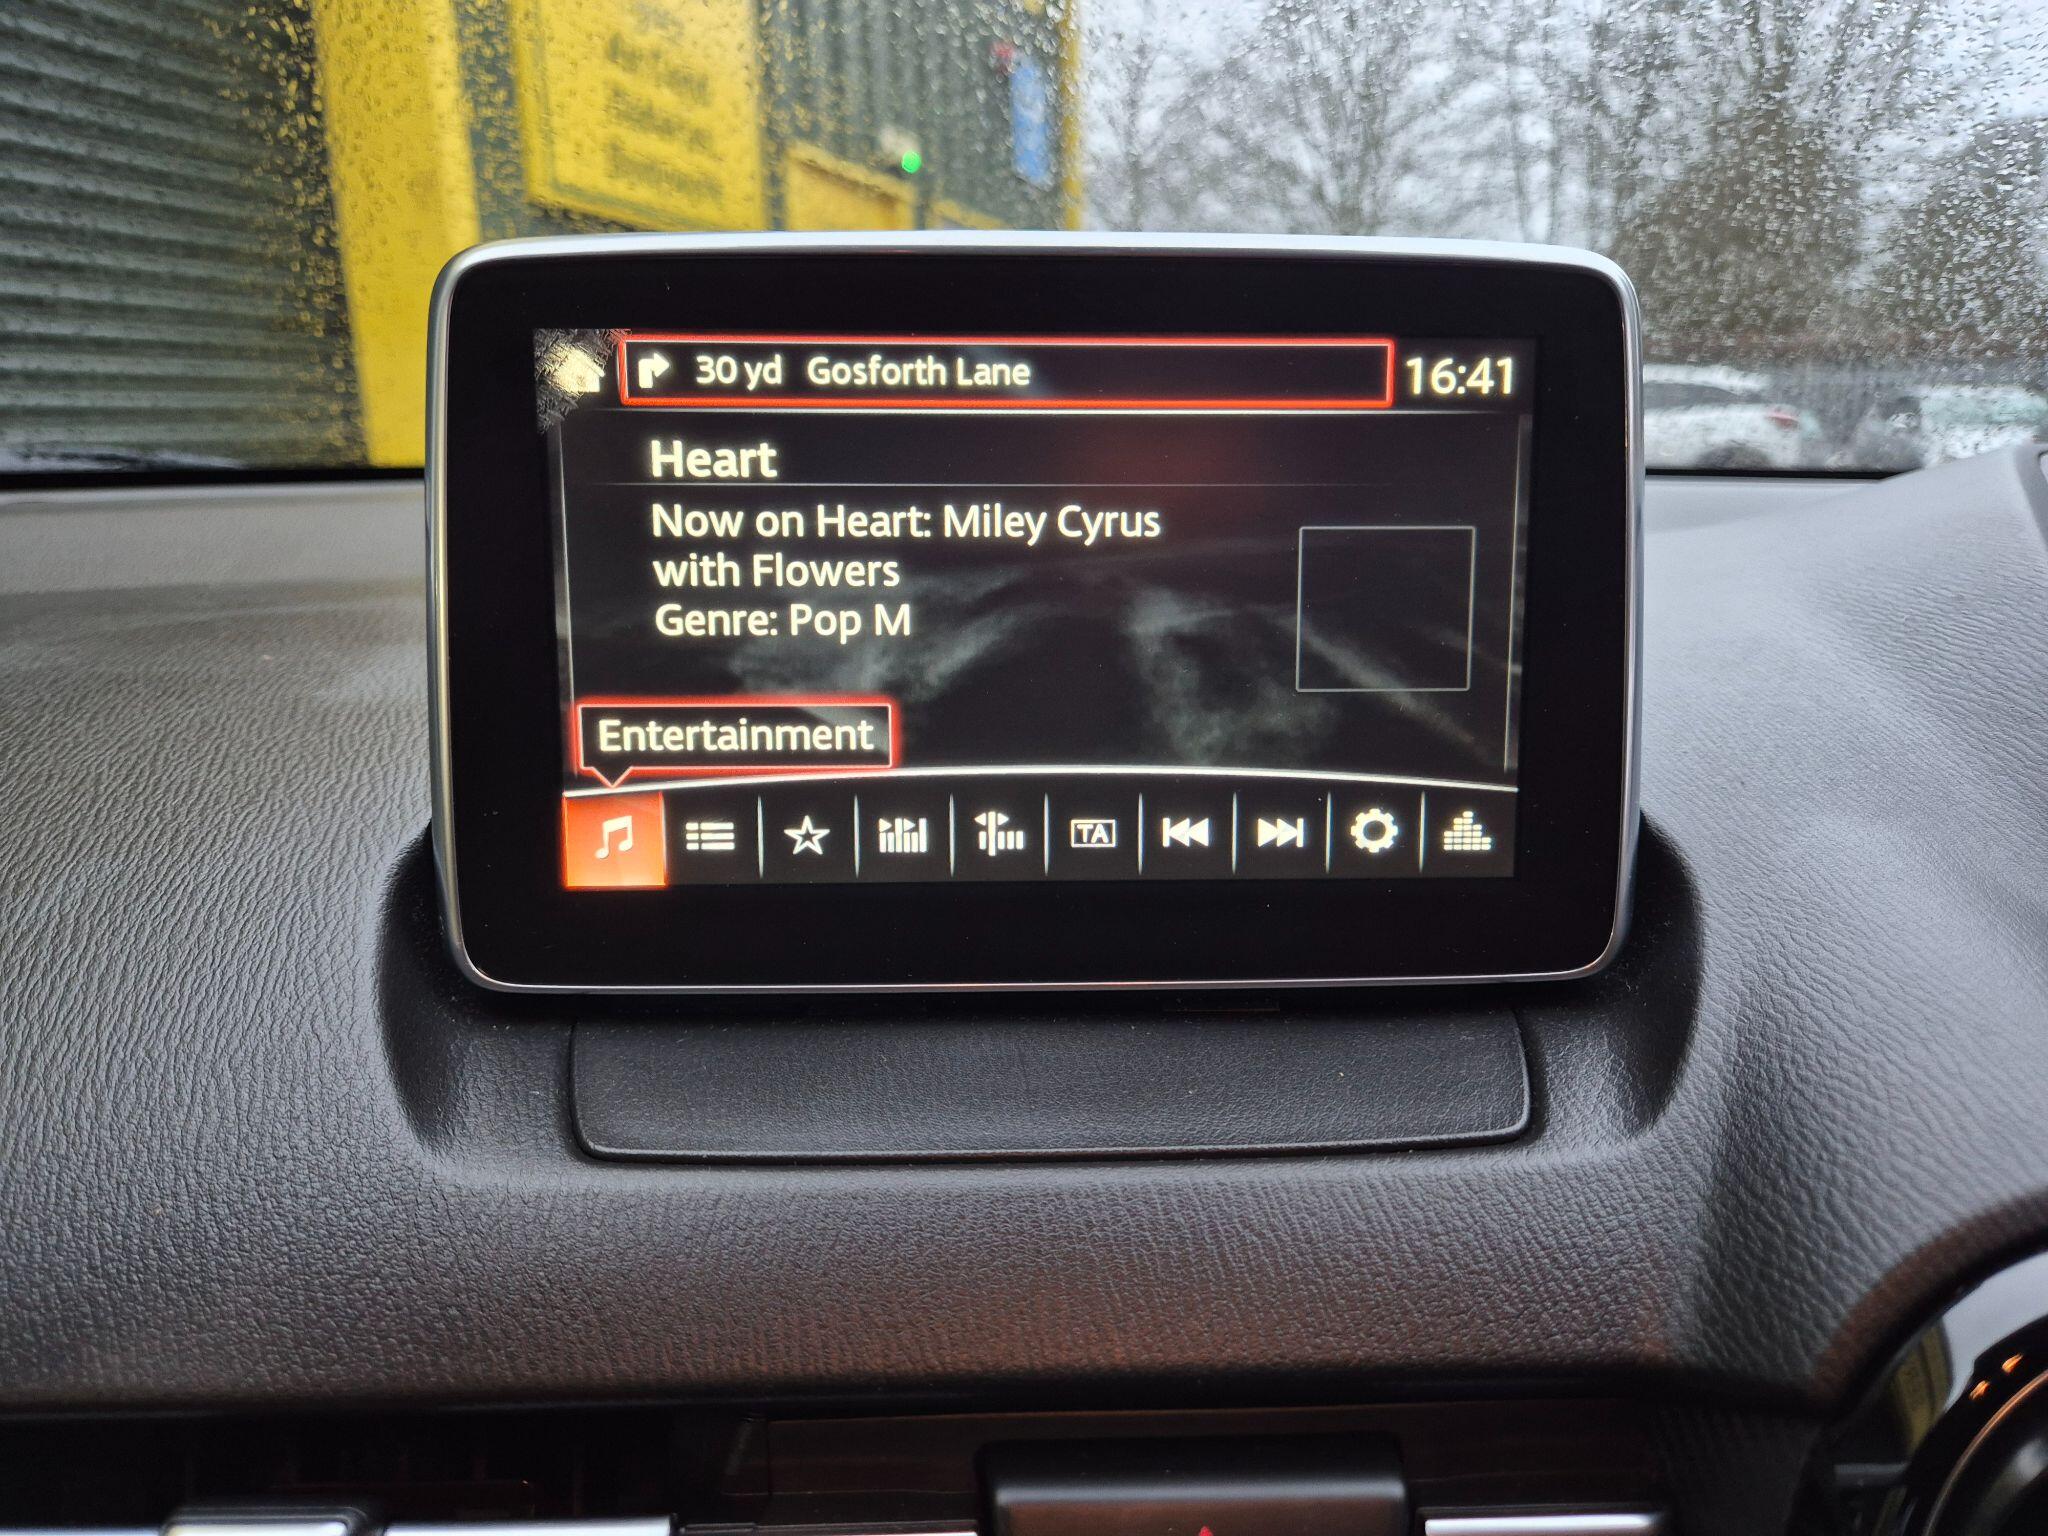 30 yd Gosforth Lane
16:41
Heart
Now on Heart: Miley Cyrus
with Flowers
Genre: Pop M
Entertainment
TA